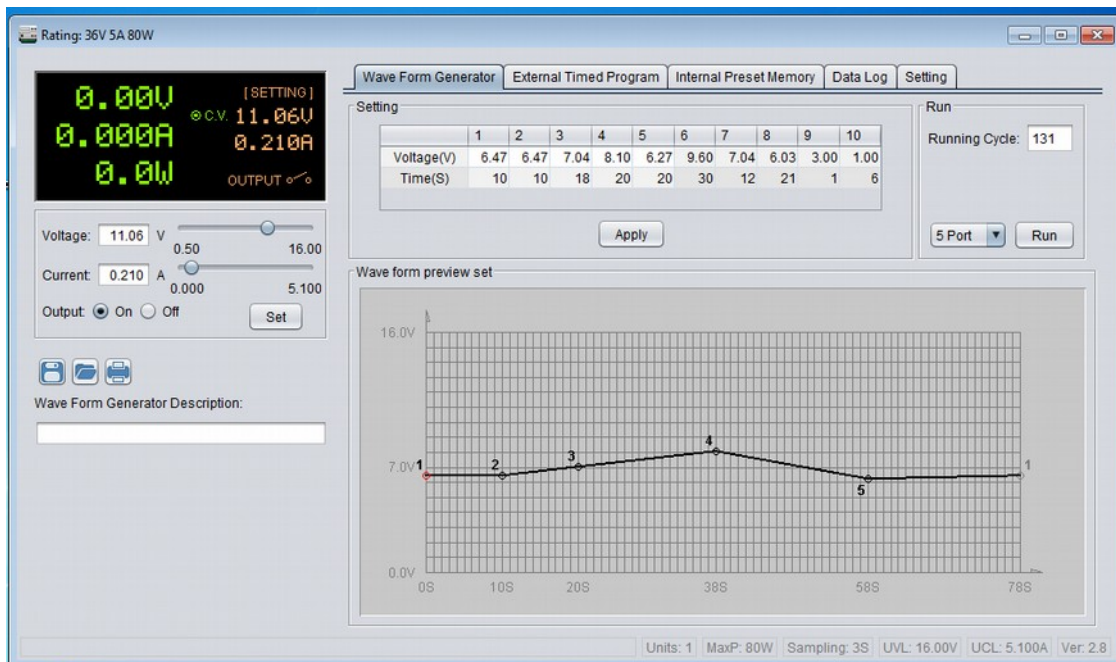 Rating: 36V 5A 80W
0.00V
[SETTING]
C.V. 11.06V
0.000A
0.210A
0.0W
OUTPUT
Voltage: 11.06 V
0.50 16.00
Current: 0.210 A
0.000 5.100
Output: On Off
Set
Wave Form Generator Description:
Wave Form Generator External Timed Program Internal Preset Memory Data Log Setting
Setting
1 2 3 4 5 6 7 8 9 10
Voltage(V) 6.47 6.47 7.04 8.10 6.27 9.60 7.04 6.03 3.00 1.00
Time(S) 10 10 18 20 20 30 12 21 1 6
Apply
Run
Running Cycle: 131
5 Port Run
Wave form preview set
16.0V
4
3
2
7.0V 1
1
5
0.0V
0S 10S 20S 38S 58S 78S
Units: 1 MaxP: 80W Sampling: 3S UVL: 16.00V UCL: 5.100A Ver: 2.8